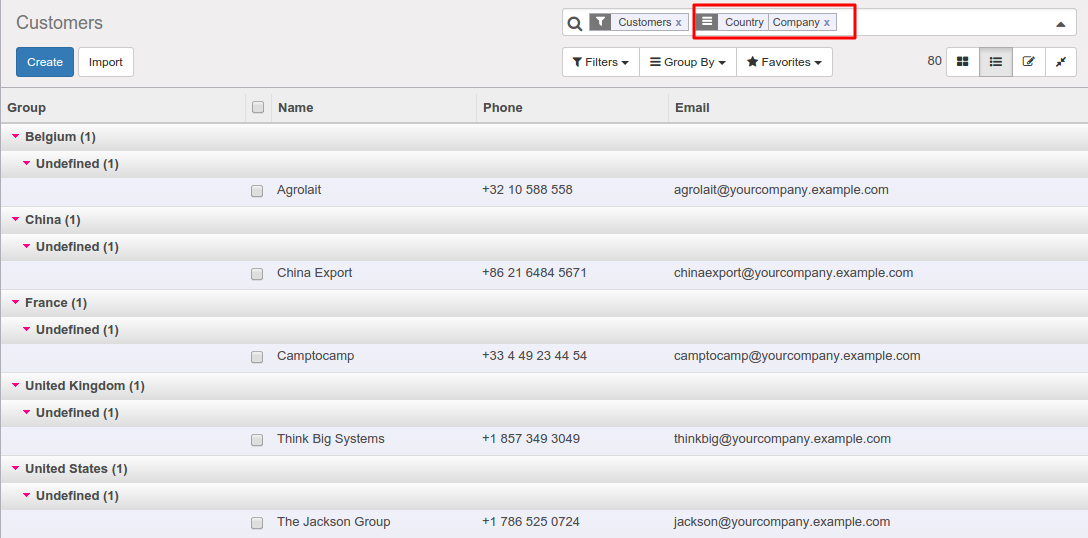 Customers
Customers x Country Company x
Create Import
Filters Group By Favorites 80
Group Name Phone Email
Belgium (1)
Undefined (1)
Agrolait +32 10 588 558 agrolait@yourcompany.example.com
China (1)
Undefined (1)
China Export +86 21 6484 5671 chinaexport@yourcompany.example.com
France (1)
Undefined (1)
Camptocamp +33 4 49 23 44 54 camptocamp@yourcompany.example.com
United Kingdom (1)
Undefined (1)
Think Big Systems +1 857 349 3049 thinkbig@yourcompany.example.com
United States (1)
Undefined (1)
The Jackson Group +1 786 525 0724 jackson@yourcompany.example.com